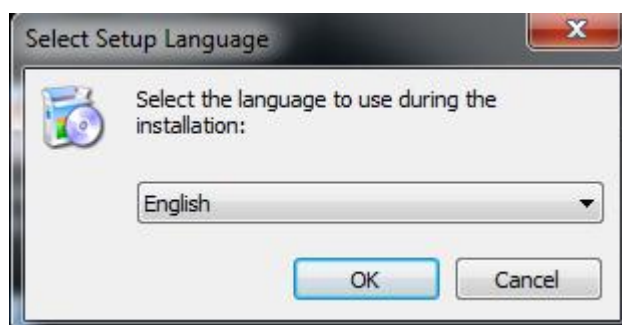 Select Setup Language
Select the language to use during the
installation:
English
OK
Cancel